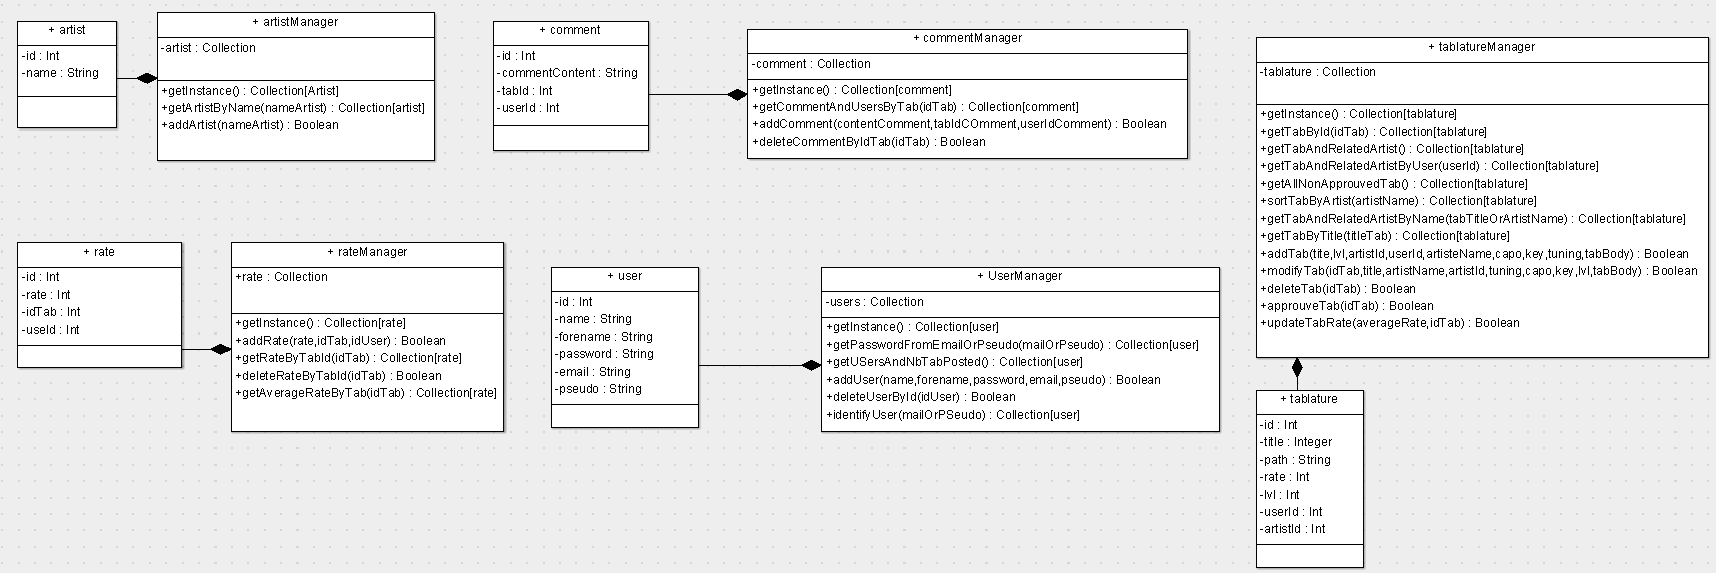 + artist
-id : Int
-name : String
+ artistManager
-artist : Collection
+getInstance() : Collection[Artist]
+getArtistByName(nameArtist) : Collection[artist]
+addArtist(nameArtist) : Boolean
+ comment
-id : Int
-commentContent : String
-tabId : Int
-userId : Int
+ commentManager
-comment : Collection
+getInstance() : Collection[comment]
+getCommentAndUsersByTab(idTab) : Collection[comment]
+addComment(contentComment,tabIdCOmment,userIdComment) : Boolean
+deleteCommentByIdTab(idTab) : Boolean
+ tablatureManager
-tablature : Collection
+getInstance() : Collection[tablature]
+getTabById(idTab) : Collection[tablature]
+getTabAndRelatedArtist() : Collection[tablature]
+getTabAndRelatedArtistByUser(userId) : Collection[tablature]
+getAllNonApprouvedTab() : Collection[tablature]
+sortTabByArtist(artistName) : Collection[tablature]
+getTabAndRelatedArtistByName(tabTitleOrArtistName) : Collection[tablature]
+getTabByTitle(titleTab) : Collection[tablature]
+addTab(tite,lvl,artistId,userId,artisteName,capo,key,tuning,tabBody) : Boolean
+modifyTab(idTab,title,artistName,artistId,tuning,capo,key,lvl,tabBody) : Boolean
+deleteTab(idTab) : Boolean
+approuveTab(idTab) : Boolean
+updateTabRate(averageRate,idTab) : Boolean
+ rate
-id : Int
-rate : Int
-idTab : Int
-useId : Int
+ rateManager
+rate : Collection
+getInstance() : Collection[rate]
+addRate(rate,idTab,idUser) : Boolean
+getRateByTabId(idTab) : Collection[rate]
+deleteRateByTabId(idTab) : Boolean
+getAverageRateByTab(idTab) : Collection[rate]
+ user
-id : Int
-name : String
-forename : String
-password : String
-email : String
-pseudo : String
+ UserManager
-users : Collection
+getInstance() : Collection[user]
+getPasswordFromEmailOrPseudo(mailOrPseudo) : Collection[user]
+getUSersAndNbTabPosted() : Collection[user]
+addUser(name,forename,password,email,pseudo) : Boolean
+deleteUserById(idUser) : Boolean
+identifyUser(mailOrPSeudo) : Collection[user]
+ tablature
-id : Int
-title : Integer
-path : String
-rate : Int
-lvl : Int
-userId : Int
-artistId : Int